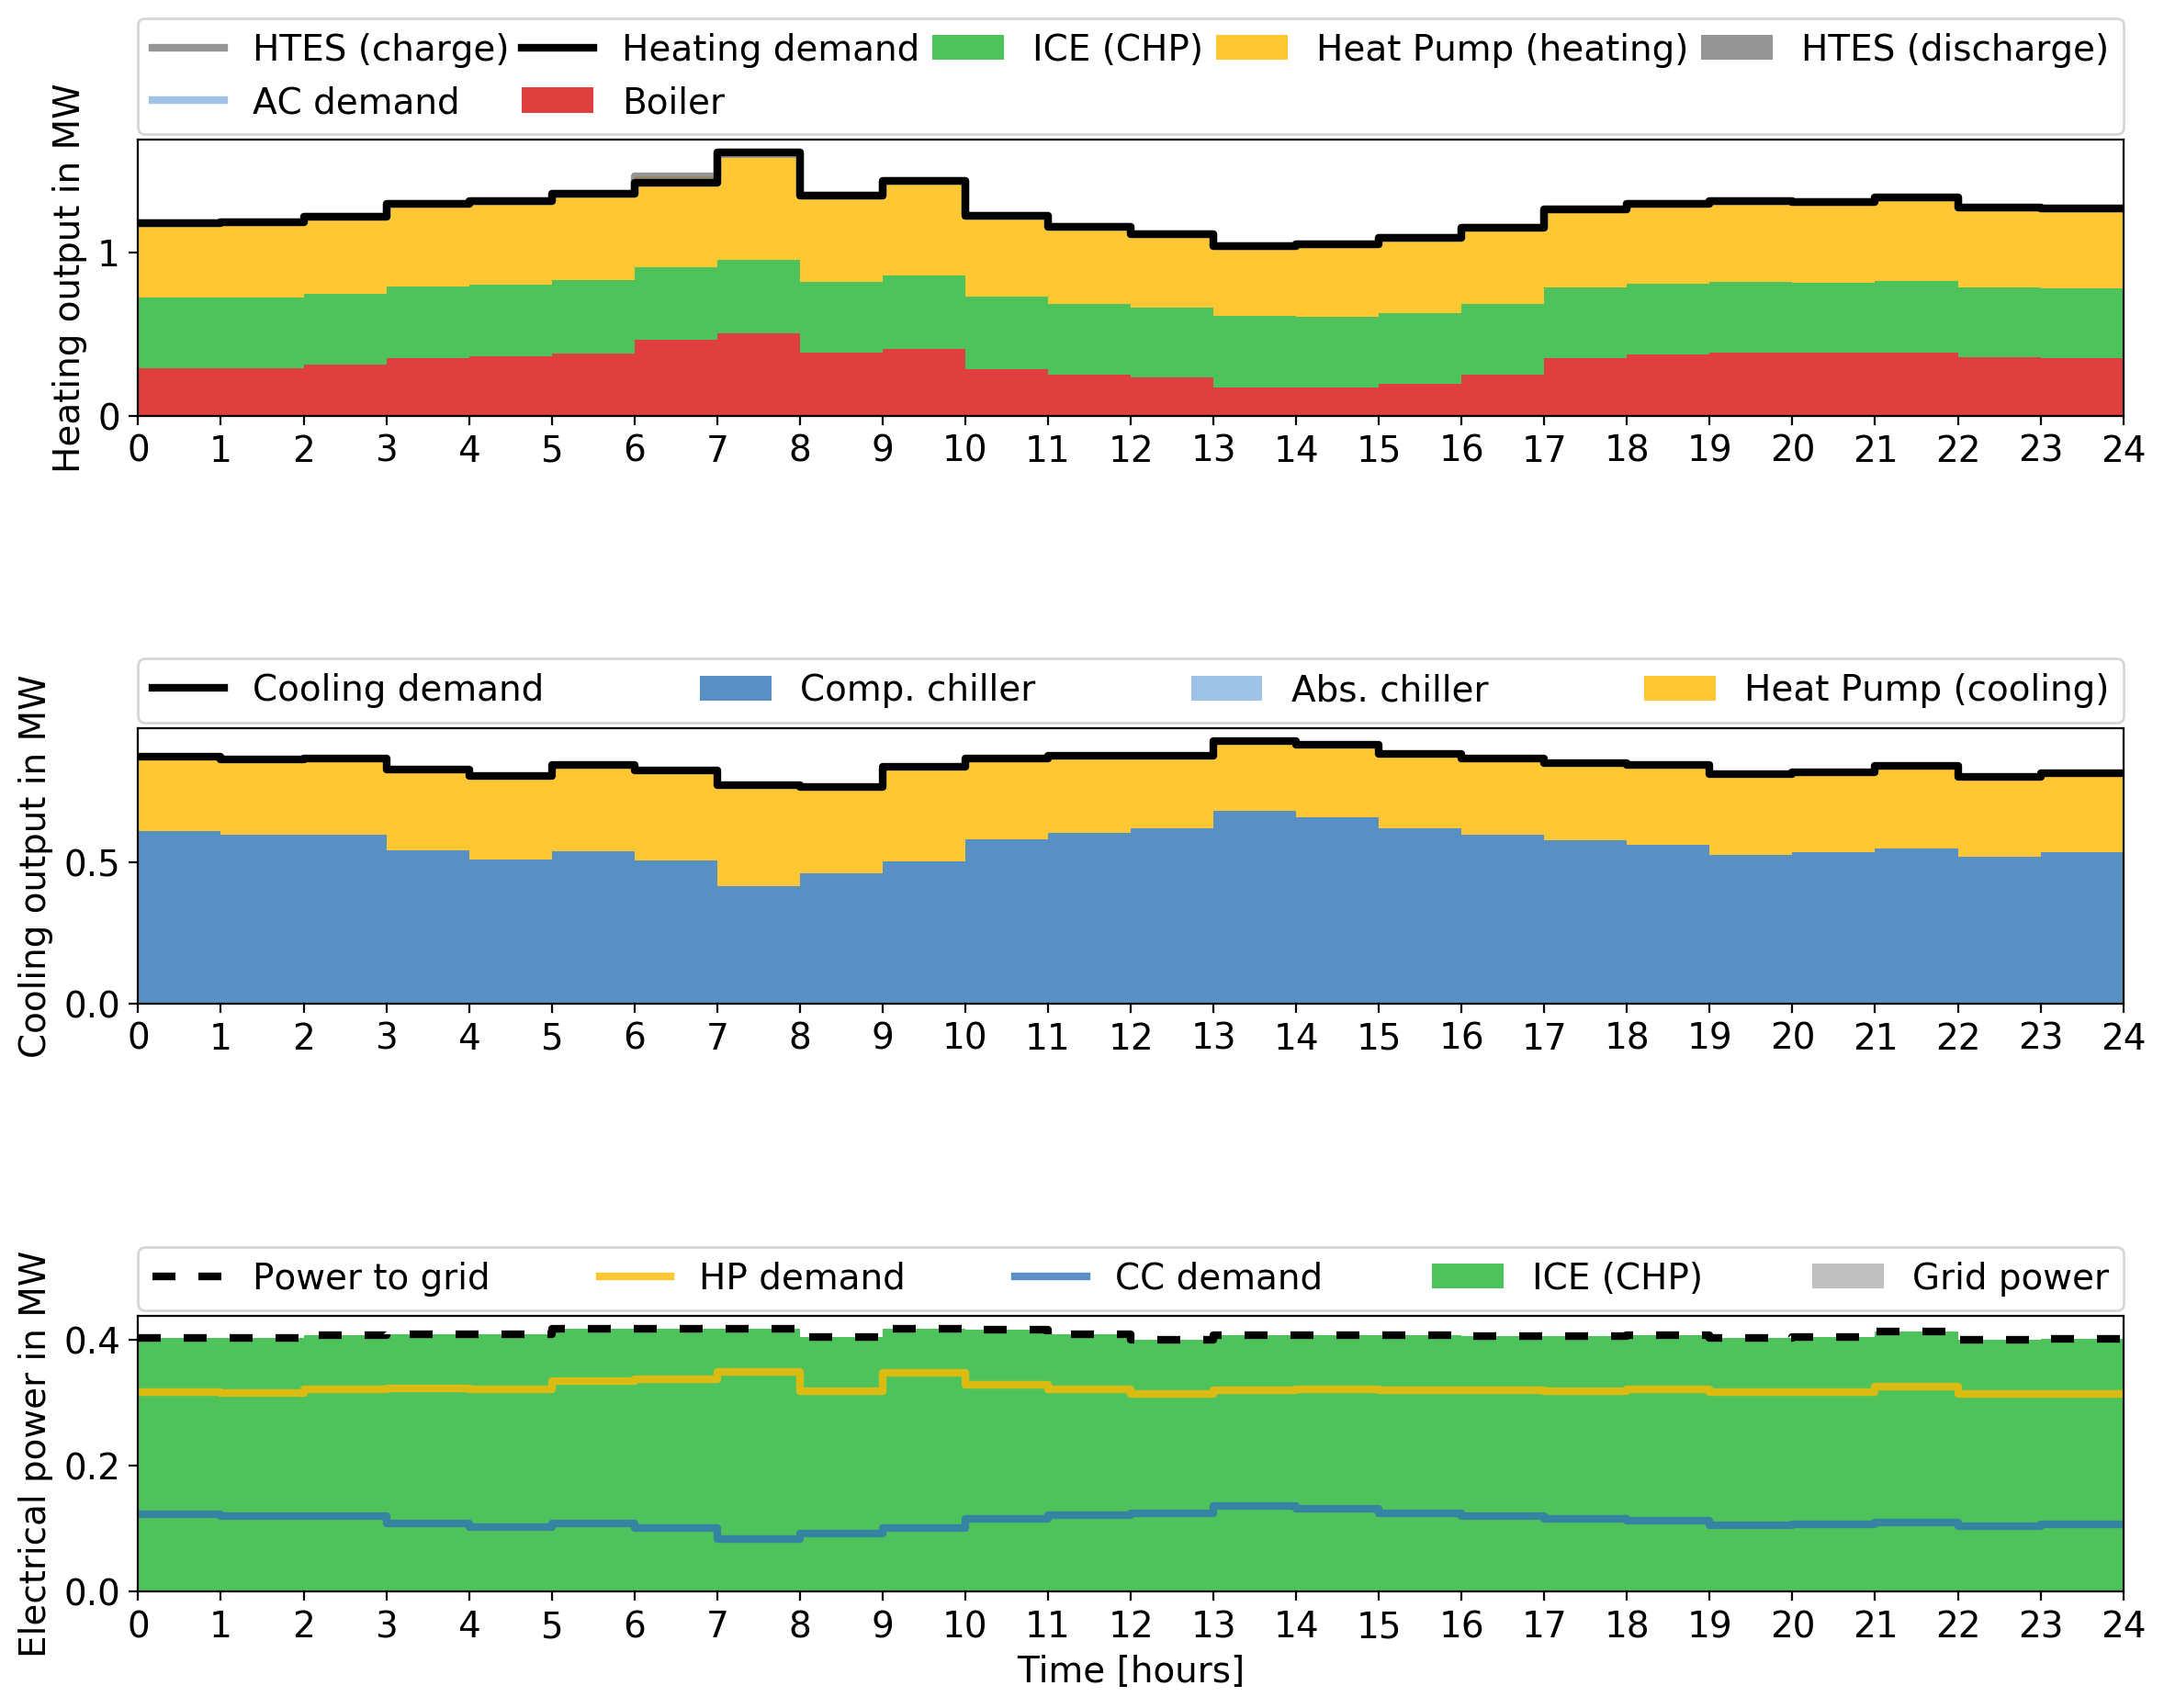 HTES (charge) Heating demand ICE (CHP) Heat Pump (heating) HTES (discharge)
AC demand Boiler
Heating output in MW
1
0
0 1 2 3 4 5 6 7 8 9 10 11 12 13 14 15 16 17 18 19 20 21 22 23 24
Cooling demand Comp. chiller Abs. chiller Heat Pump (cooling)
Cooling output in MW
0.5
0.0
0 1 2 3 4 5 6 7 8 9 10 11 12 13 14 15 16 17 18 19 20 21 22 23 24
Power to grid HP demand CC demand ICE (CHP) Grid power
Electrical power in MW
0.4
0.2
0.0
0 1 2 3 4 5 6 7 8 9 10 11 12 13 14 15 16 17 18 19 20 21 22 23 24
Time [hours]